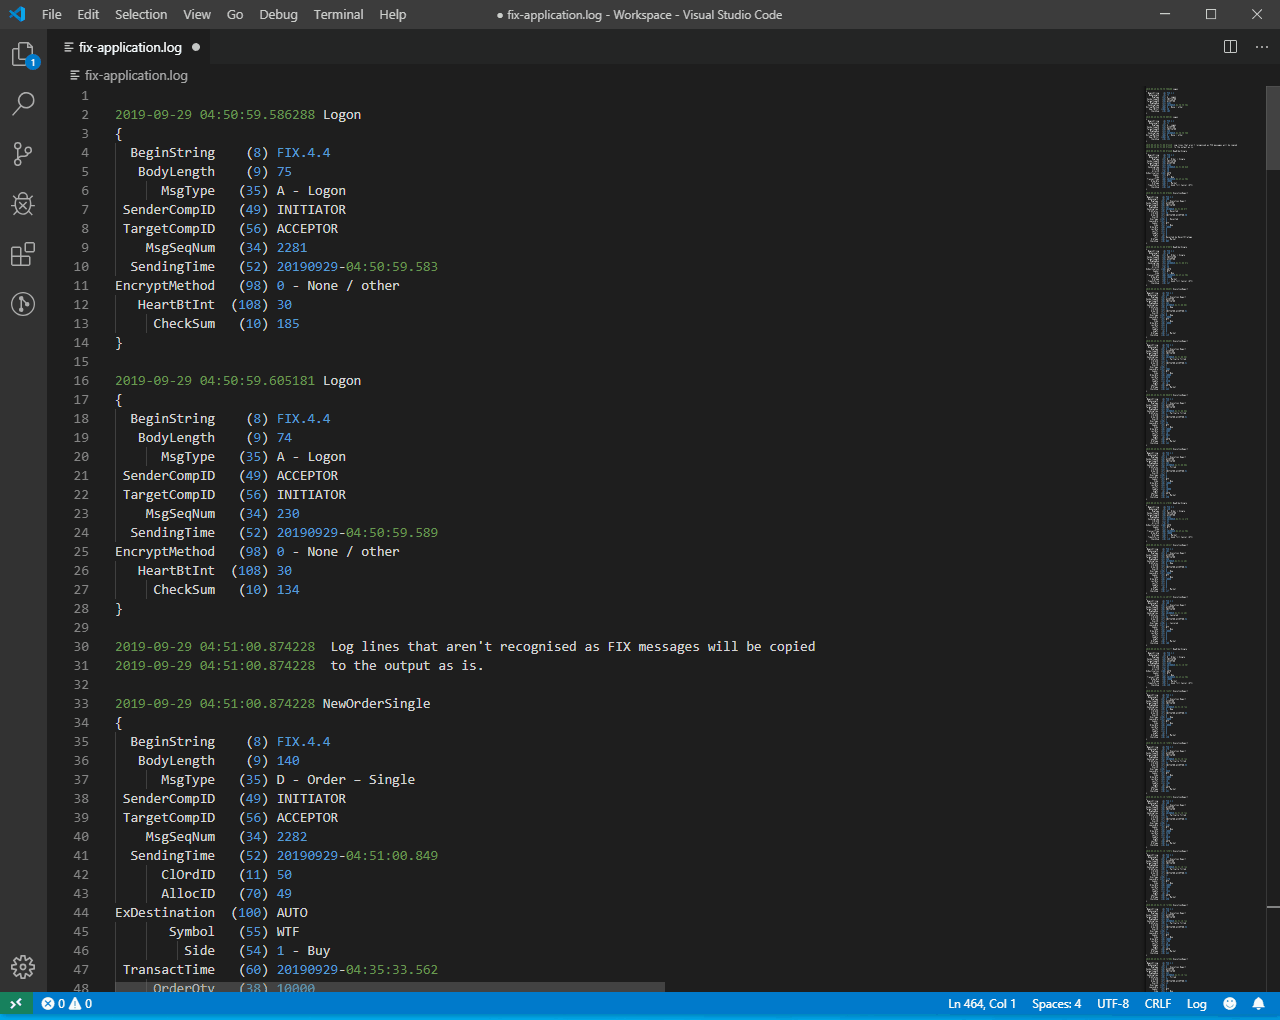 File Edit Selection View Go Debug Terminal Help ● fix-application.log - Workspace - Visual Studio Code
fix-application.log ●
fix-application.log
1
1
2 2019-09-29 04:50:59.586288 Logon
3 {
4 BeginString (8) FIX.4.4
5 BodyLength (9) 75
6 MsgType (35) A - Logon
7 SenderCompID (49) INITIATOR
8 TargetCompID (56) ACCEPTOR
9 MsgSeqNum (34) 2281
10 SendingTime (52) 20190929-04:50:59.583
11 EncryptMethod (98) 0 - None / other
12 HeartBtInt (108) 30
13 CheckSum (10) 185
14 }
15
16 2019-09-29 04:50:59.605181 Logon
17 {
18 BeginString (8) FIX.4.4
19 BodyLength (9) 74
20 MsgType (35) A - Logon
21 SenderCompID (49) ACCEPTOR
22 TargetCompID (56) INITIATOR
23 MsgSeqNum (34) 230
24 SendingTime (52) 20190929-04:50:59.589
25 EncryptMethod (98) 0 - None / other
26 HeartBtInt (108) 30
27 CheckSum (10) 134
28 }
29
30 2019-09-29 04:51:00.874228 Log lines that aren't recognised as FIX messages will be copied
31 2019-09-29 04:51:00.874228 to the output as is.
32
33 2019-09-29 04:51:00.874228 NewOrderSingle
34 {
35 BeginString (8) FIX.4.4
36 BodyLength (9) 140
37 MsgType (35) D - Order – Single
38 SenderCompID (49) INITIATOR
39 TargetCompID (56) ACCEPTOR
40 MsgSeqNum (34) 2282
41 SendingTime (52) 20190929-04:51:00.849
42 ClOrdID (11) 50
43 AllocID (70) 49
44 ExDestination (100) AUTO
45 Symbol (55) WTF
46 Side (54) 1 - Buy
47 TransactTime (60) 20190929-04:35:33.562
48 OrderQty (38) 10000
0 0 Ln 464, Col 1 Spaces: 4 UTF-8 CRLF Log